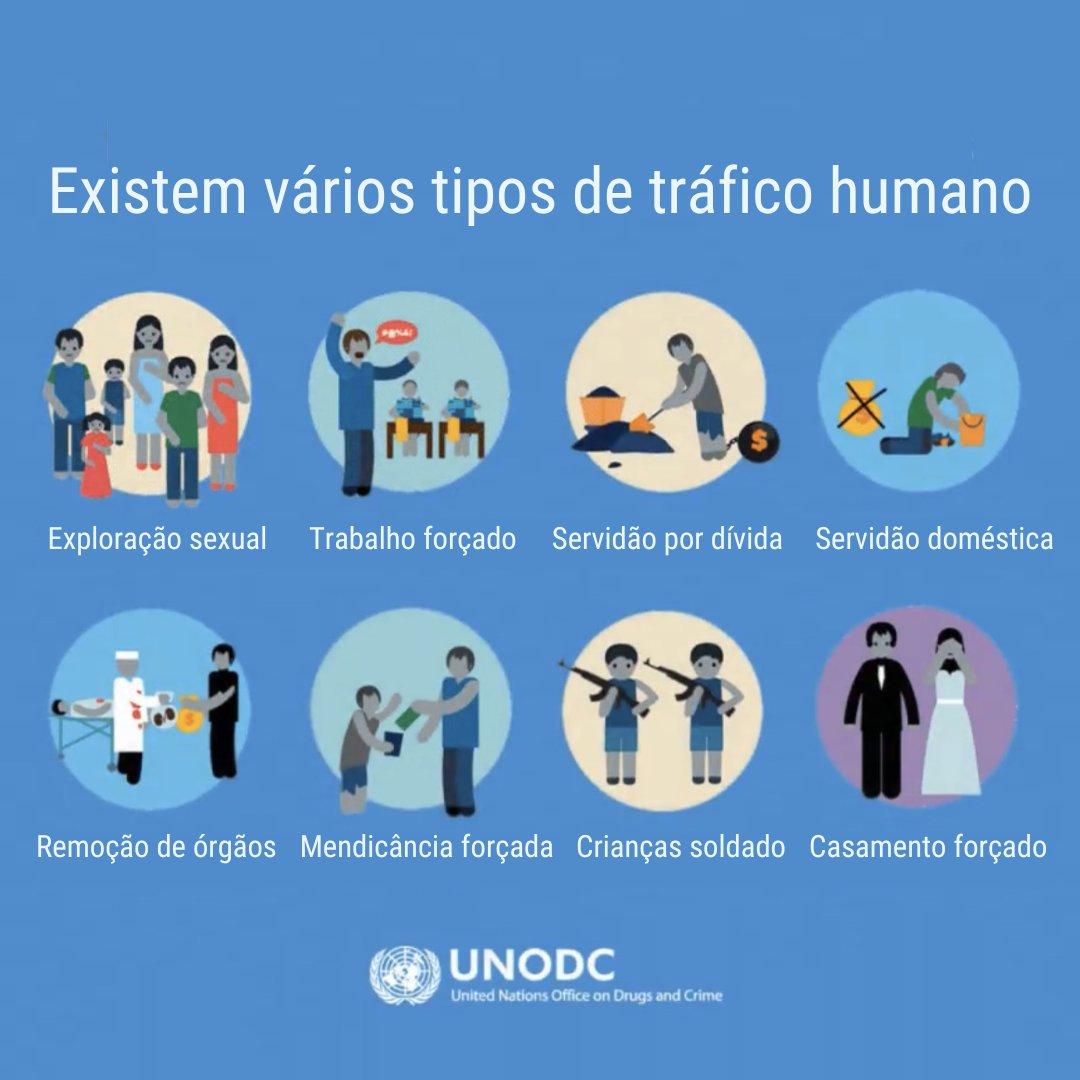 Existem vários tipos de tráfico humano
Exploração sexual
Trabalho forçado
Servidão por dívida
Servidão doméstica
Remoção de órgãos
Mendicância forçada
Crianças soldado
Casamento forçado
UNODC
United Nations Office on Drugs and Crime